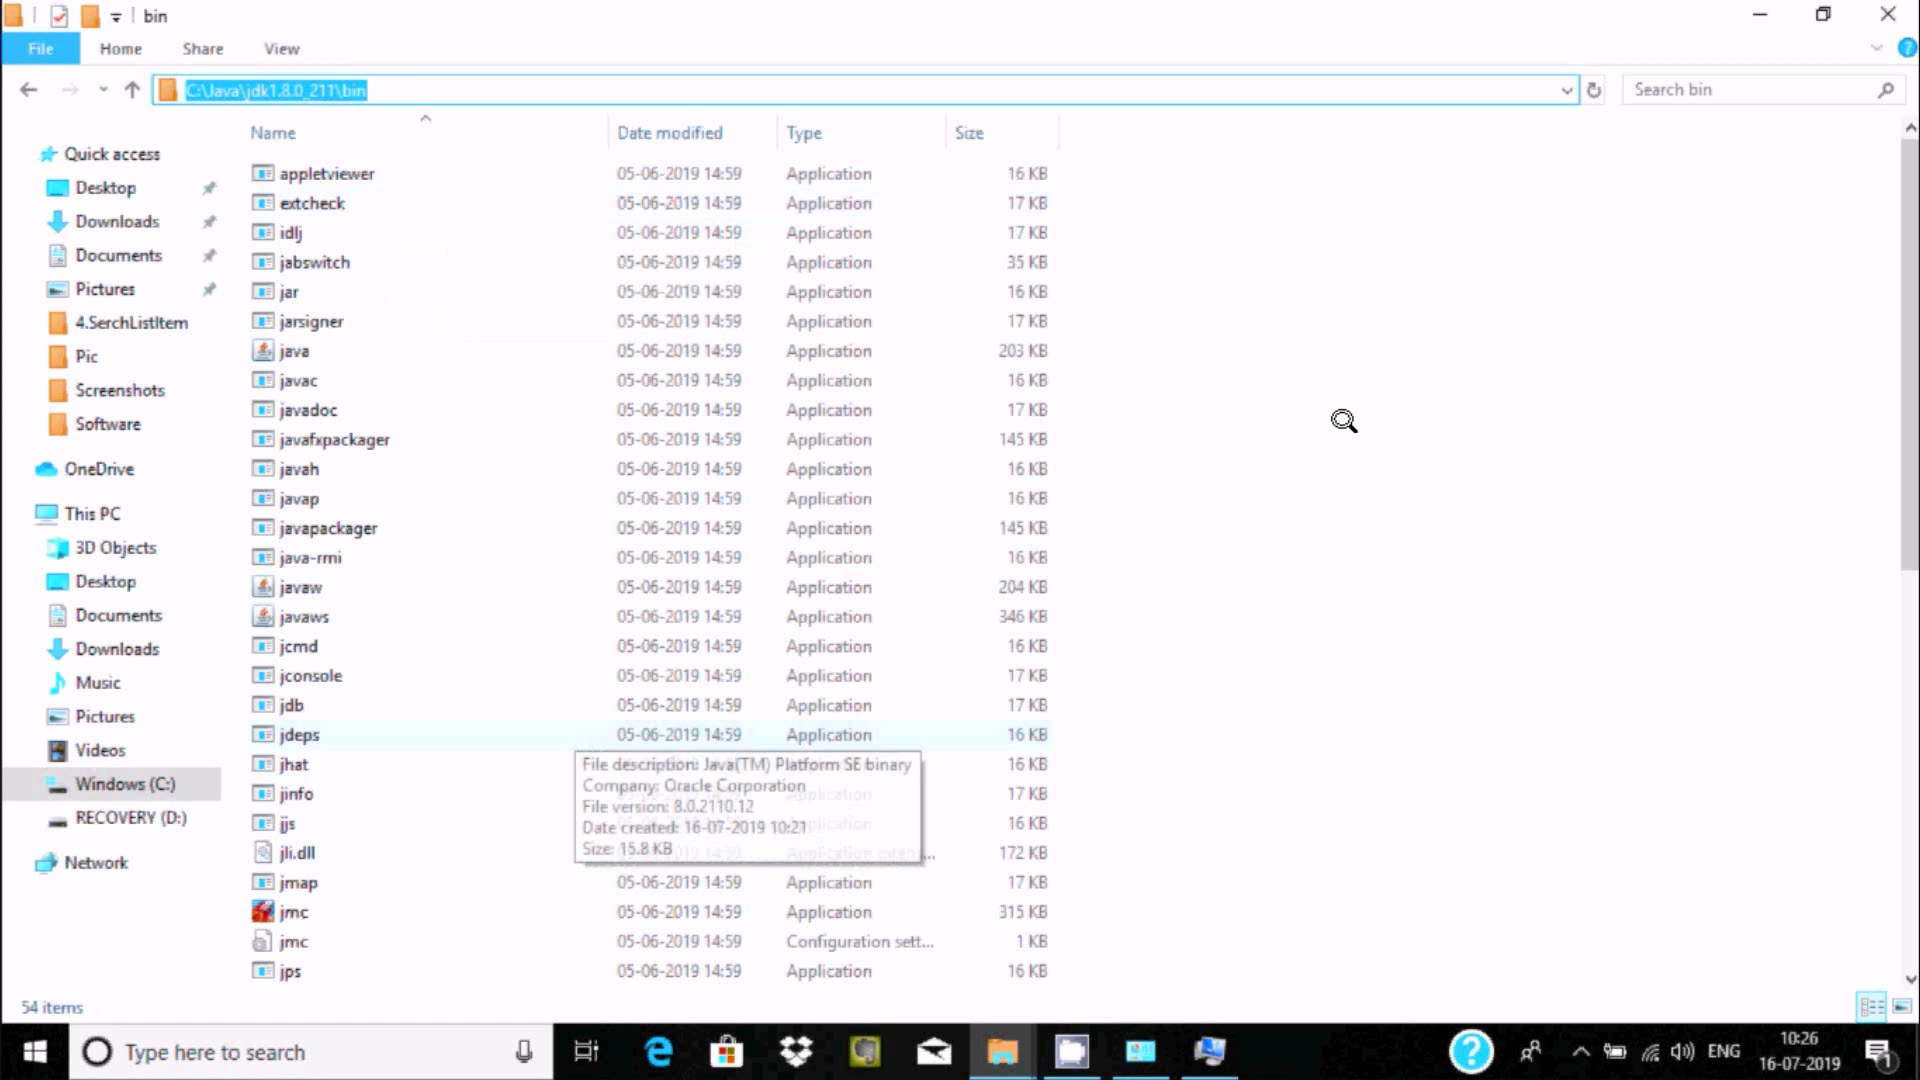 bin
File Home Share View
C:\Java\jdk1.8.0_211\bin
Search bin
Name Date modified Type Size
Quick access
Desktop
Downloads
Documents
Pictures
4.SerchListItem
Pic
Screenshots
Software
OneDrive
This PC
3D Objects
Desktop
Documents
Downloads
Music
Pictures
Videos
Windows (C:)
RECOVERY (D:)
Network
appletviewer 05-06-2019 14:59 Application 16 KB
extcheck 05-06-2019 14:59 Application 17 KB
idlj 05-06-2019 14:59 Application 17 KB
jabswitch 05-06-2019 14:59 Application 35 KB
jar 05-06-2019 14:59 Application 16 KB
jarsigner 05-06-2019 14:59 Application 17 KB
java 05-06-2019 14:59 Application 203 KB
javac 05-06-2019 14:59 Application 16 KB
javadoc 05-06-2019 14:59 Application 17 KB
javafxpackager 05-06-2019 14:59 Application 145 KB
javah 05-06-2019 14:59 Application 16 KB
javap 05-06-2019 14:59 Application 16 KB
javapackager 05-06-2019 14:59 Application 145 KB
java-rmi 05-06-2019 14:59 Application 16 KB
javaw 05-06-2019 14:59 Application 204 KB
javaws 05-06-2019 14:59 Application 346 KB
jcmd 05-06-2019 14:59 Application 16 KB
jconsole 05-06-2019 14:59 Application 17 KB
jdb 05-06-2019 14:59 Application 17 KB
jdeps 05-06-2019 14:59 Application 16 KB
jhat 16 KB
jinfo 17 KB
jjs 16 KB
jli.dll 172 KB
File description: Java(TM) Platform SE binary
Company: Oracle Corporation
File version: 8.0.2110.12
Date created: 16-07-2019 10:21
Size: 15.8 KB
jmap 05-06-2019 14:59 Application 17 KB
jmc 05-06-2019 14:59 Application 315 KB
jmc 05-06-2019 14:59 Configuration sett... 1 KB
jps 05-06-2019 14:59 Application 16 KB
54 items
Type here to search
ENG
10:26
16-07-2019
1